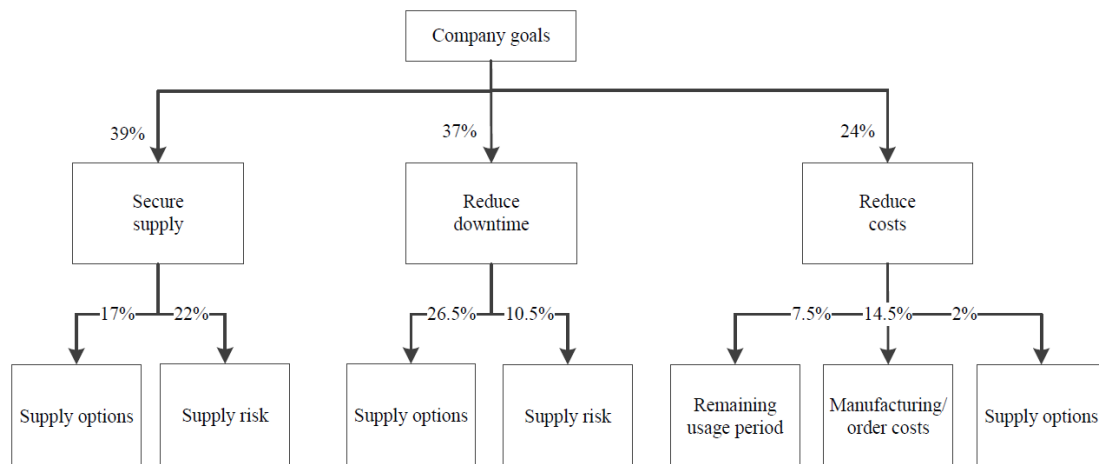 Company goals
39%
37%
24%
Secure
supply
Reduce
downtime
Reduce
costs
17%
22%
26.5%
10.5%
7.5%
14.5%
2%
Supply options
Supply risk
Supply options
Supply risk
Remaining
usage period
Manufacturing/
order costs
Supply options